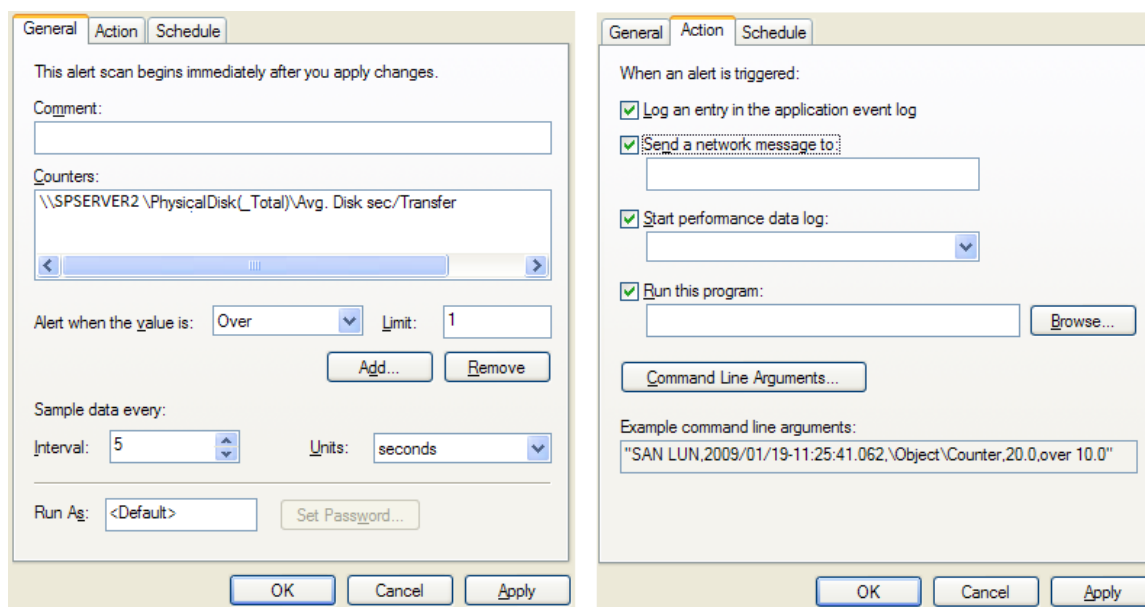 General Action Schedule
This alert scan begins immediately after you apply changes.
Comment:
Counters:
\\SPSERVER2 \PhysicalDisk(_Total)\Avg. Disk sec/Transfer
Alert when the value is: Over Limit: 1
Add... Remove
Sample data every:
Interval: 5 Units: seconds
Run As: <Default> Set Password...
OK Cancel Apply
General Action Schedule
When an alert is triggered:
Log an entry in the application event log
Send a network message to:
Start performance data log:
Run this program:
Browse...
Command Line Arguments...
Example command line arguments:
"SAN LUN,2009/01/19-11:25:41.062,\Object\Counter,20.0,over 10.0"
OK Cancel Apply